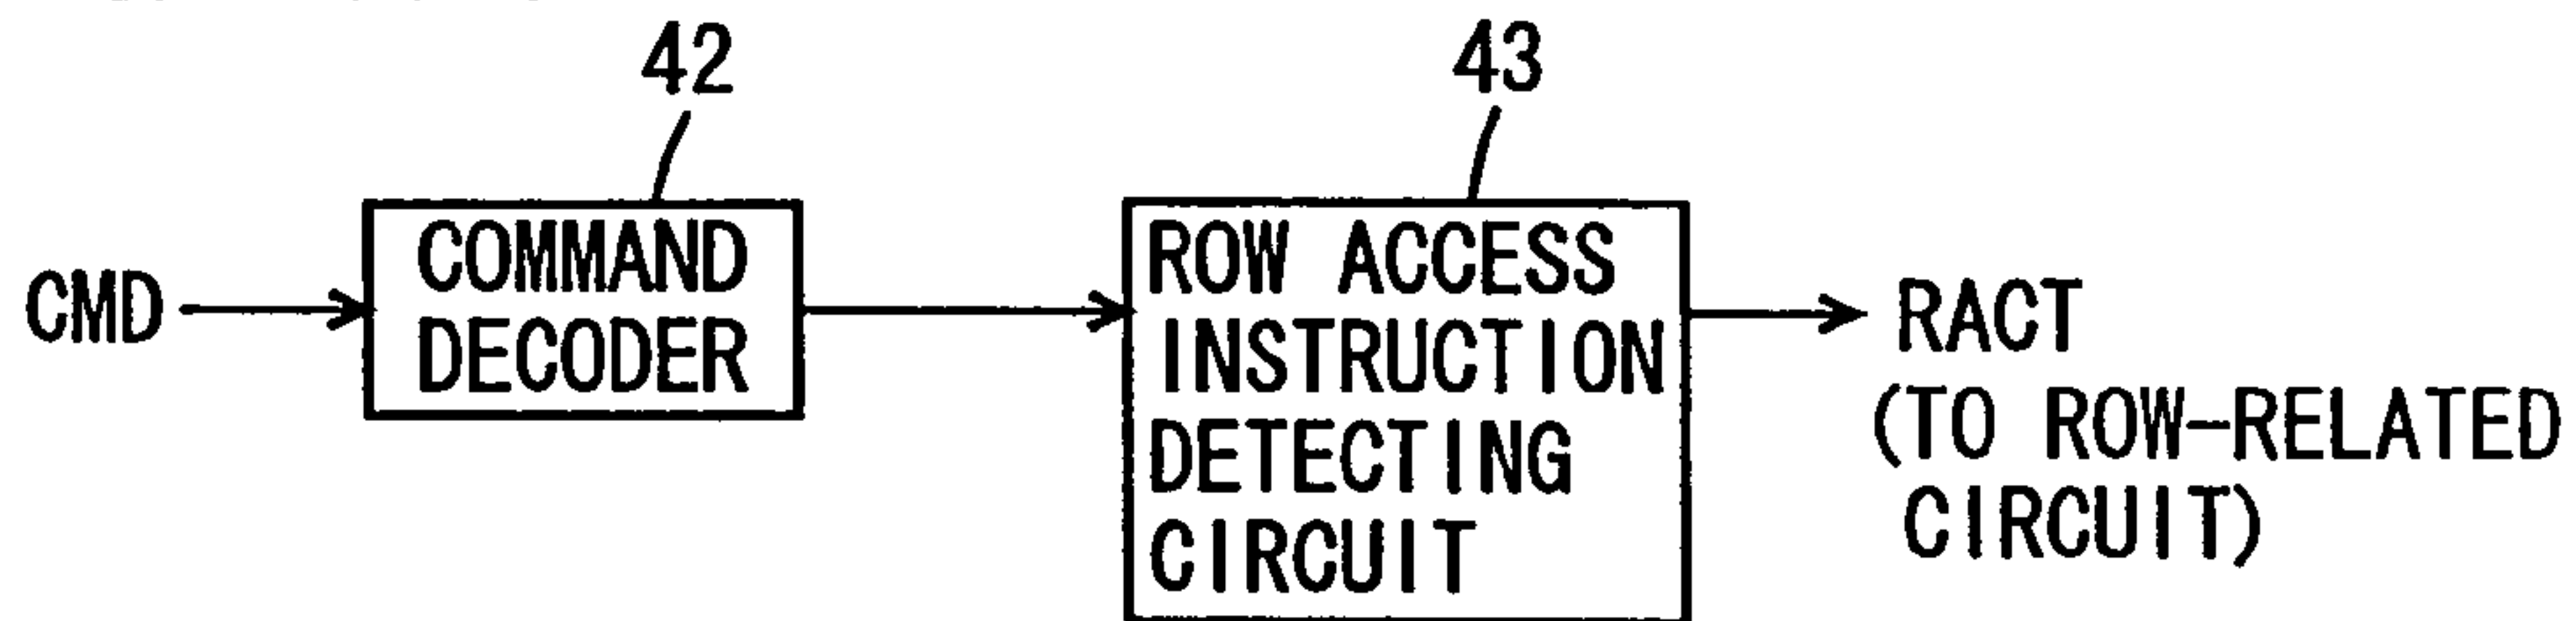 42
43
CMD
COMMAND
DECODER
ROW ACCESS
INSTRUCTION
DETECTING
CIRCUIT
RACT
(TO ROW-RELATED
CIRCUIT)